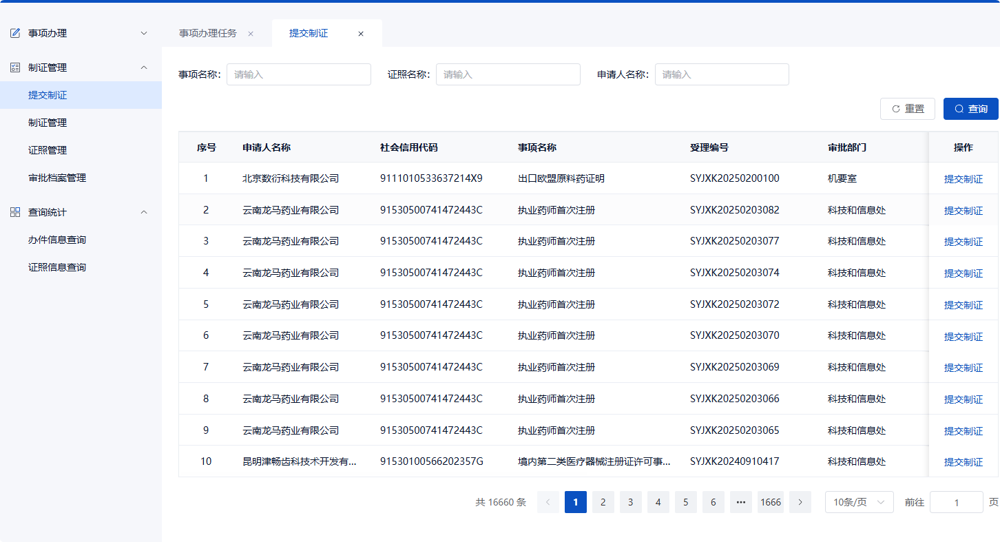 事项办理
制证管理
提交制证
制证管理
证照管理
审批档案管理
查询统计
办件信息查询
证照信息查询
事项办理任务 提交制证
事项名称: 请输入 证照名称: 请输入 申请人名称: 请输入
重置 查询
序号 申请人名称 社会信用代码 事项名称 受理编号 审批部门 操作
1 北京数衍科技有限公司 9111010533637214X9 出口欧盟原料药证明 SYJXK20250200100 机要室 提交制证
2 云南龙马药业有限公司 91530500741472443C 执业药师首次注册 SYJXK20250203082 科技和信息处 提交制证
3 云南龙马药业有限公司 91530500741472443C 执业药师首次注册 SYJXK20250203077 科技和信息处 提交制证
4 云南龙马药业有限公司 91530500741472443C 执业药师首次注册 SYJXK20250203074 科技和信息处 提交制证
5 云南龙马药业有限公司 91530500741472443C 执业药师首次注册 SYJXK20250203072 科技和信息处 提交制证
6 云南龙马药业有限公司 91530500741472443C 执业药师首次注册 SYJXK20250203070 科技和信息处 提交制证
7 云南龙马药业有限公司 91530500741472443C 执业药师首次注册 SYJXK20250203069 科技和信息处 提交制证
8 云南龙马药业有限公司 91530500741472443C 执业药师首次注册 SYJXK20250203066 科技和信息处 提交制证
9 云南龙马药业有限公司 91530500741472443C 执业药师首次注册 SYJXK20250203065 科技和信息处 提交制证
10 昆明津畅齿科技术开发有... 91530100566202357G 境内第二类医疗器械注册证许可事... SYJXK20240910417 科技和信息处 提交制证
共 16660 条 1 2 3 4 5 6 ••• 1666 10条/页 前往 1 页